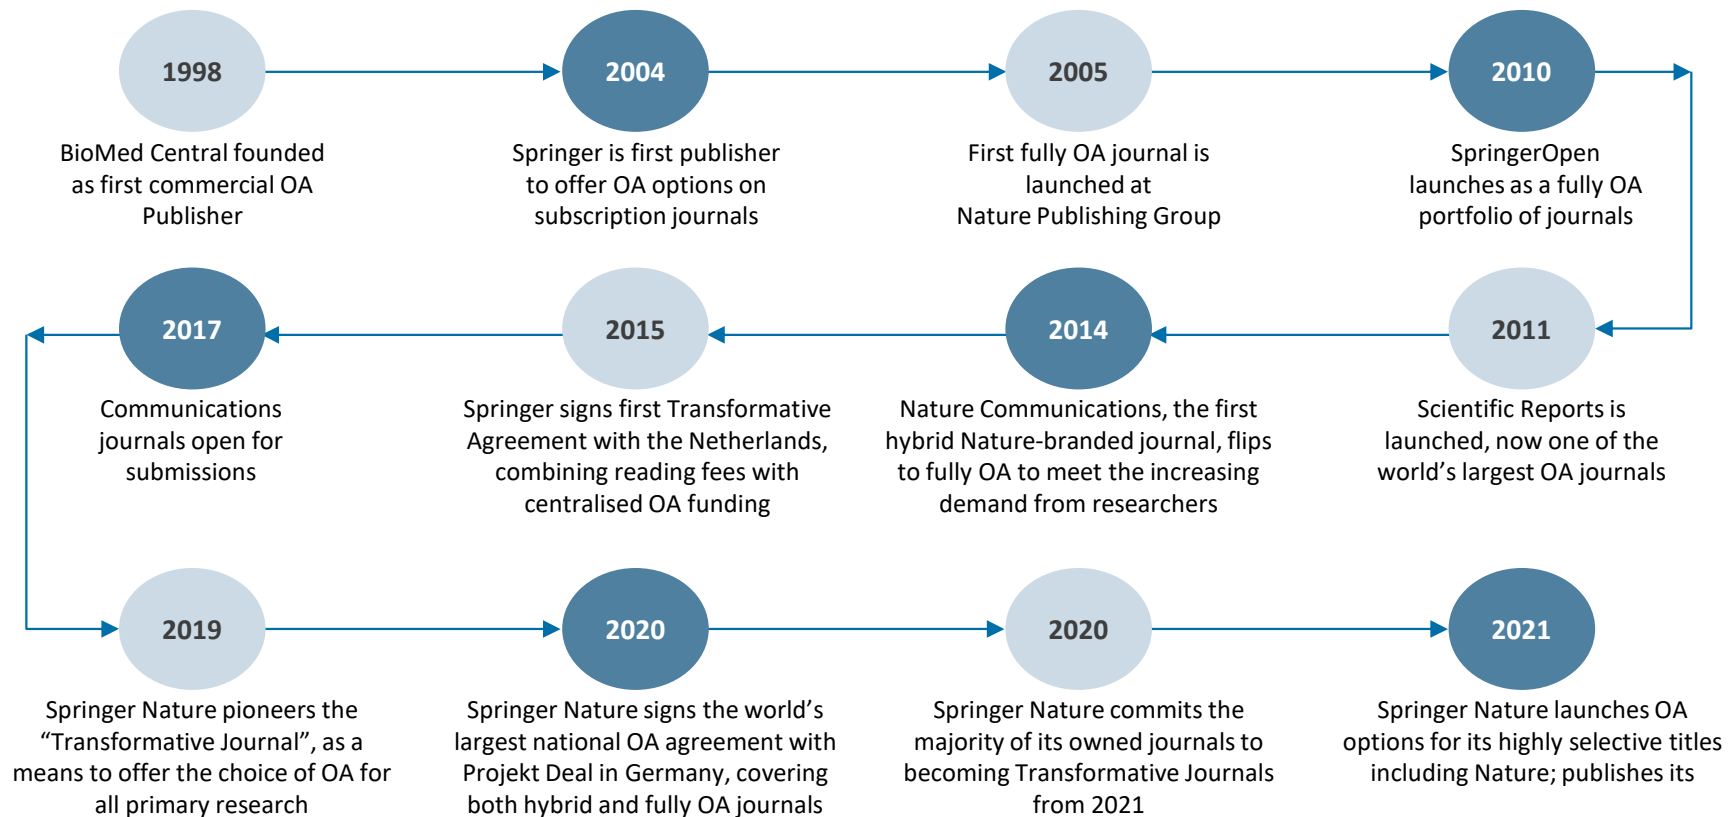 1998
BioMed Central founded
as first commercial OA
Publisher
2004
Springer is first publisher
to offer OA options on
subscription journals
2005
First fully OA journal is
launched at
Nature Publishing Group
2010
SpringerOpen
launches as a fully OA
portfolio of journals
2011
Scientific Reports is
launched, now one of the
world’s largest OA journals
2014
Nature Communications, the first
hybrid Nature-branded journal, flips
to fully OA to meet the increasing
demand from researchers
2015
Springer signs first Transformative
Agreement with the Netherlands,
combining reading fees with
centralised OA funding
2017
Communications
journals open for
submissions
2019
Springer Nature pioneers the
“Transformative Journal”, as a
means to offer the choice of OA for
all primary research
2020
Springer Nature signs the world’s
largest national OA agreement with
Projekt Deal in Germany, covering
both hybrid and fully OA journals
2020
Springer Nature commits the
majority of its owned journals to
becoming Transformative Journals
from 2021
2021
Springer Nature launches OA
options for its highly selective titles
including Nature; publishes its